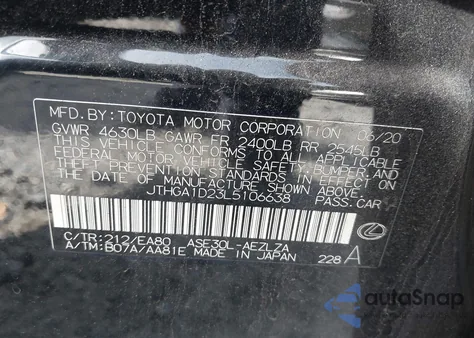 MFD. BY: TOYOTA MOTOR CORPORATION 06/20
GVWR 4630LB GAWR FR 2400LB RR 2545LB
THIS VEHICLE CONFORMS TO ALL APPLICABLE
FEDERAL MOTOR VEHICLE SAFETY, BUMPER, AND
THEFT PREVENTION STANDARDS IN EFFECT ON
THE DATE OF MANUFACTURE SHOWN ABOVE.
JTHGA1D23L5106638 PASS.CAR
C/TR: 212/EA80 ASE30L-AEZLZA
A/TM: B07A/AA81E MADE IN JAPAN 228 A
autoSnap